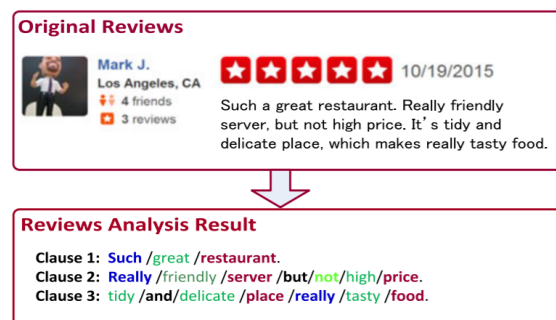 Original Reviews
Mark J.
Los Angeles, CA
4 friends
3 reviews
10/19/2015
Such a great restaurant. Really friendly
server, but not high price. It's tidy and
delicate place, which makes really tasty food.
Reviews Analysis Result
Clause 1: Such /great /restaurant.
Clause 2: Really /friendly /server /but/not/high/price.
Clause 3: tidy /and/delicate /place /really /tasty /food.